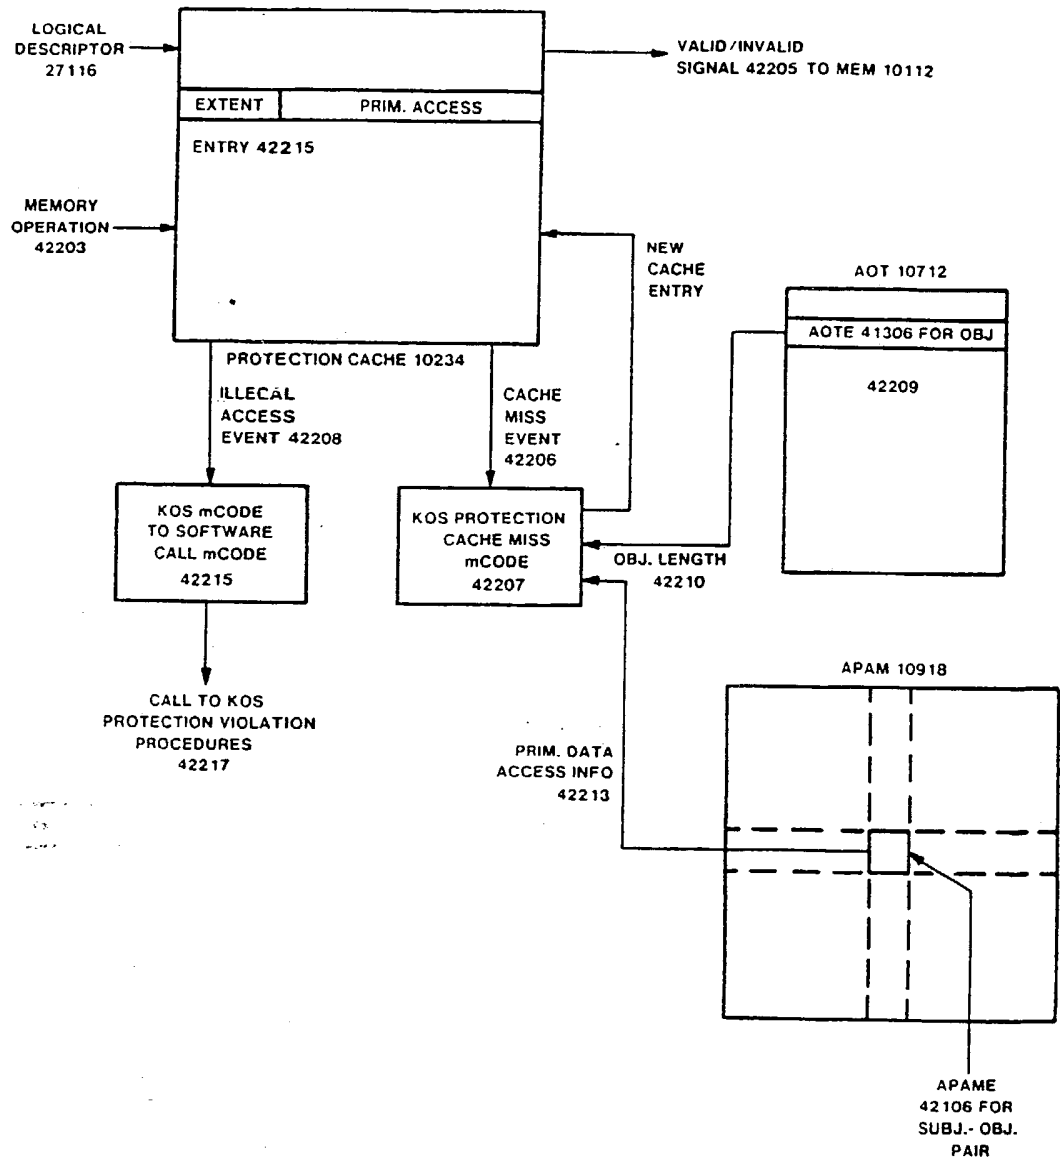 LOGICAL
DESCRIPTOR
27116
VALID/INVALID
SIGNAL 42205 TO MEM 10112
EXTENT
PRIM. ACCESS
ENTRY 42215
MEMORY
OPERATION
42203
NEW
CACHE
ENTRY
AOT 10712
AOTE 41306 FOR OBJ
42209
PROTECTION CACHE 10234
ILLECAL
ACCESS
EVENT 42208
CACHE
MISS
EVENT
42206
KOS mCODE
TO SOFTWARE
CALL mCODE
42215
KOS PROTECTION
CACHE MISS
mCODE
42207
OBJ. LENGTH
42210
CALL TO KOS
PROTECTION VIOLATION
PROCEDURES
42217
APAM 10918
PRIM. DATA
ACCESS INFO
42213
APAME
42106 FOR
SUBJ.- OBJ.
PAIR